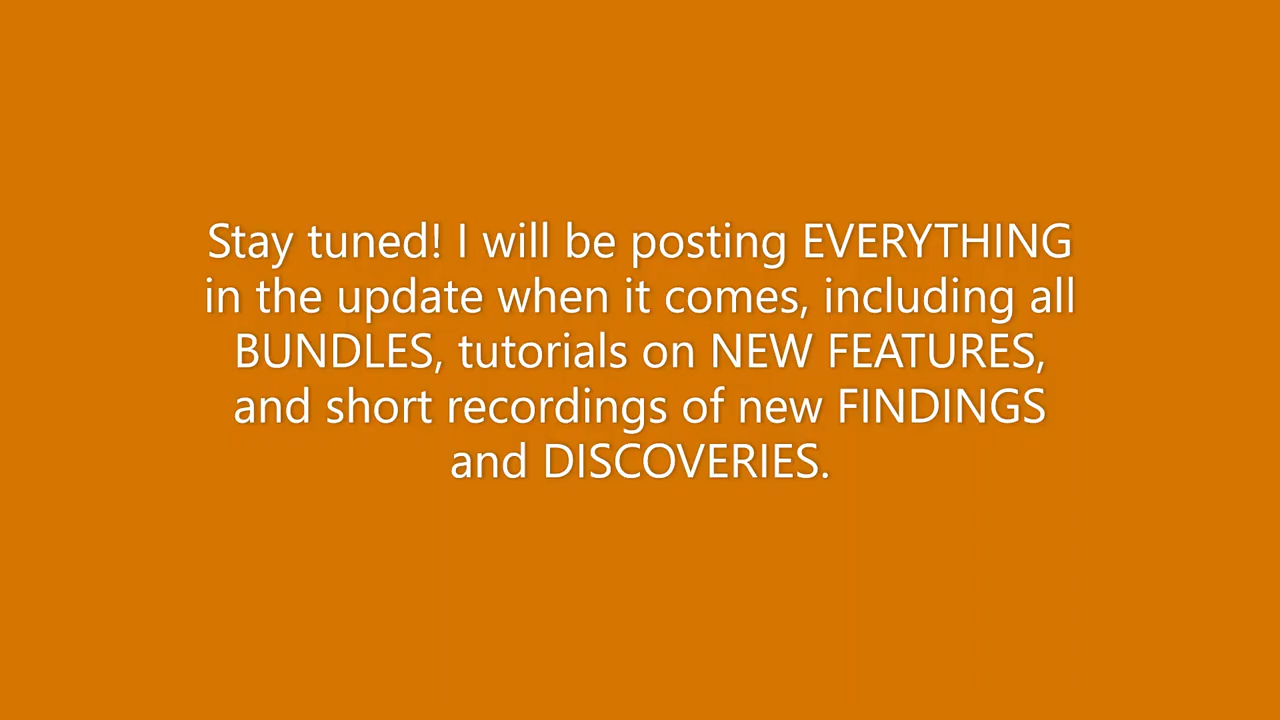 Stay tuned! I will be posting EVERYTHING
in the update when it comes, including all
BUNDLES, tutorials on NEW FEATURES,
and short recordings of new FINDINGS
and DISCOVERIES.